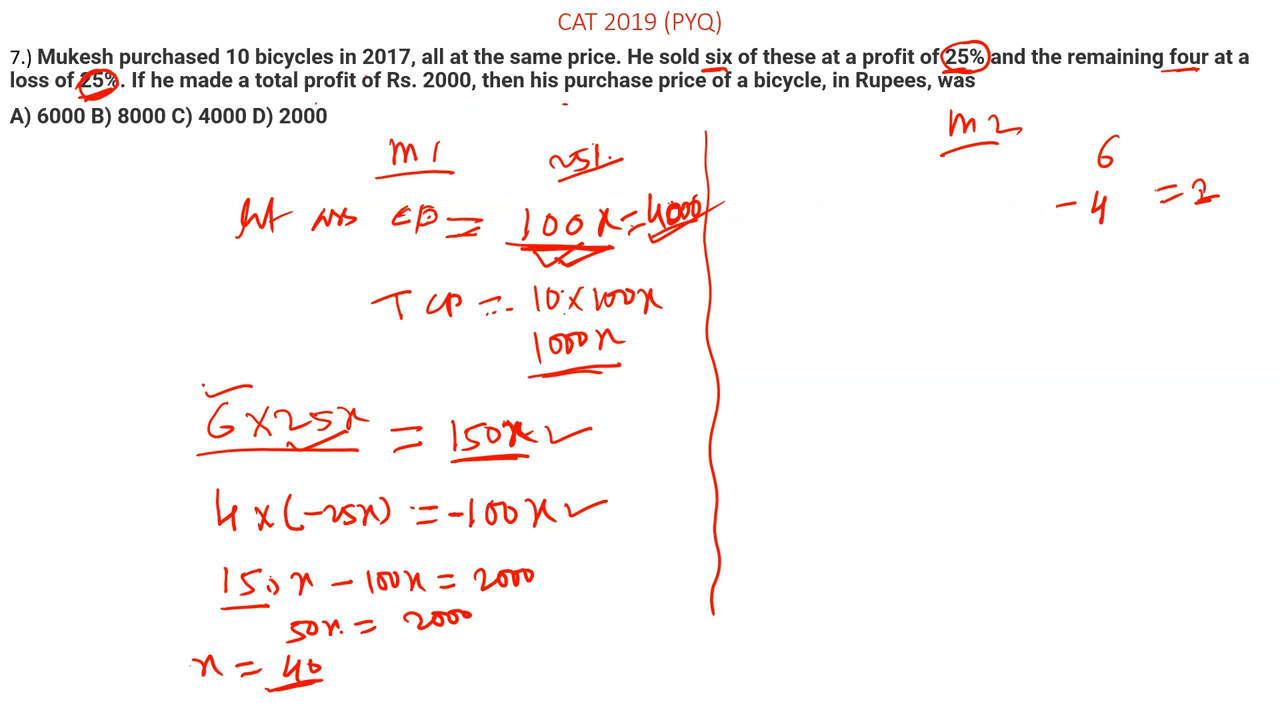 CAT 2019 (PYQ)
7.) Mukesh purchased 10 bicycles in 2017, all at the same price. He sold six of these at a profit of 25% and the remaining four at a
loss of 25%. If he made a total profit of Rs. 2000, then his purchase price of a bicycle, in Rupees, was
A) 6000 B) 8000 C) 4000 D) 2000
M1 25%
CP = 100x = 4000
TCP = 10 × 100x
1000x
6 × 25x = 150x
4 × (-25x) = -100x
150x - 100x = 2000
50x = 2000
x = 40
M2
6
- 4 = 2